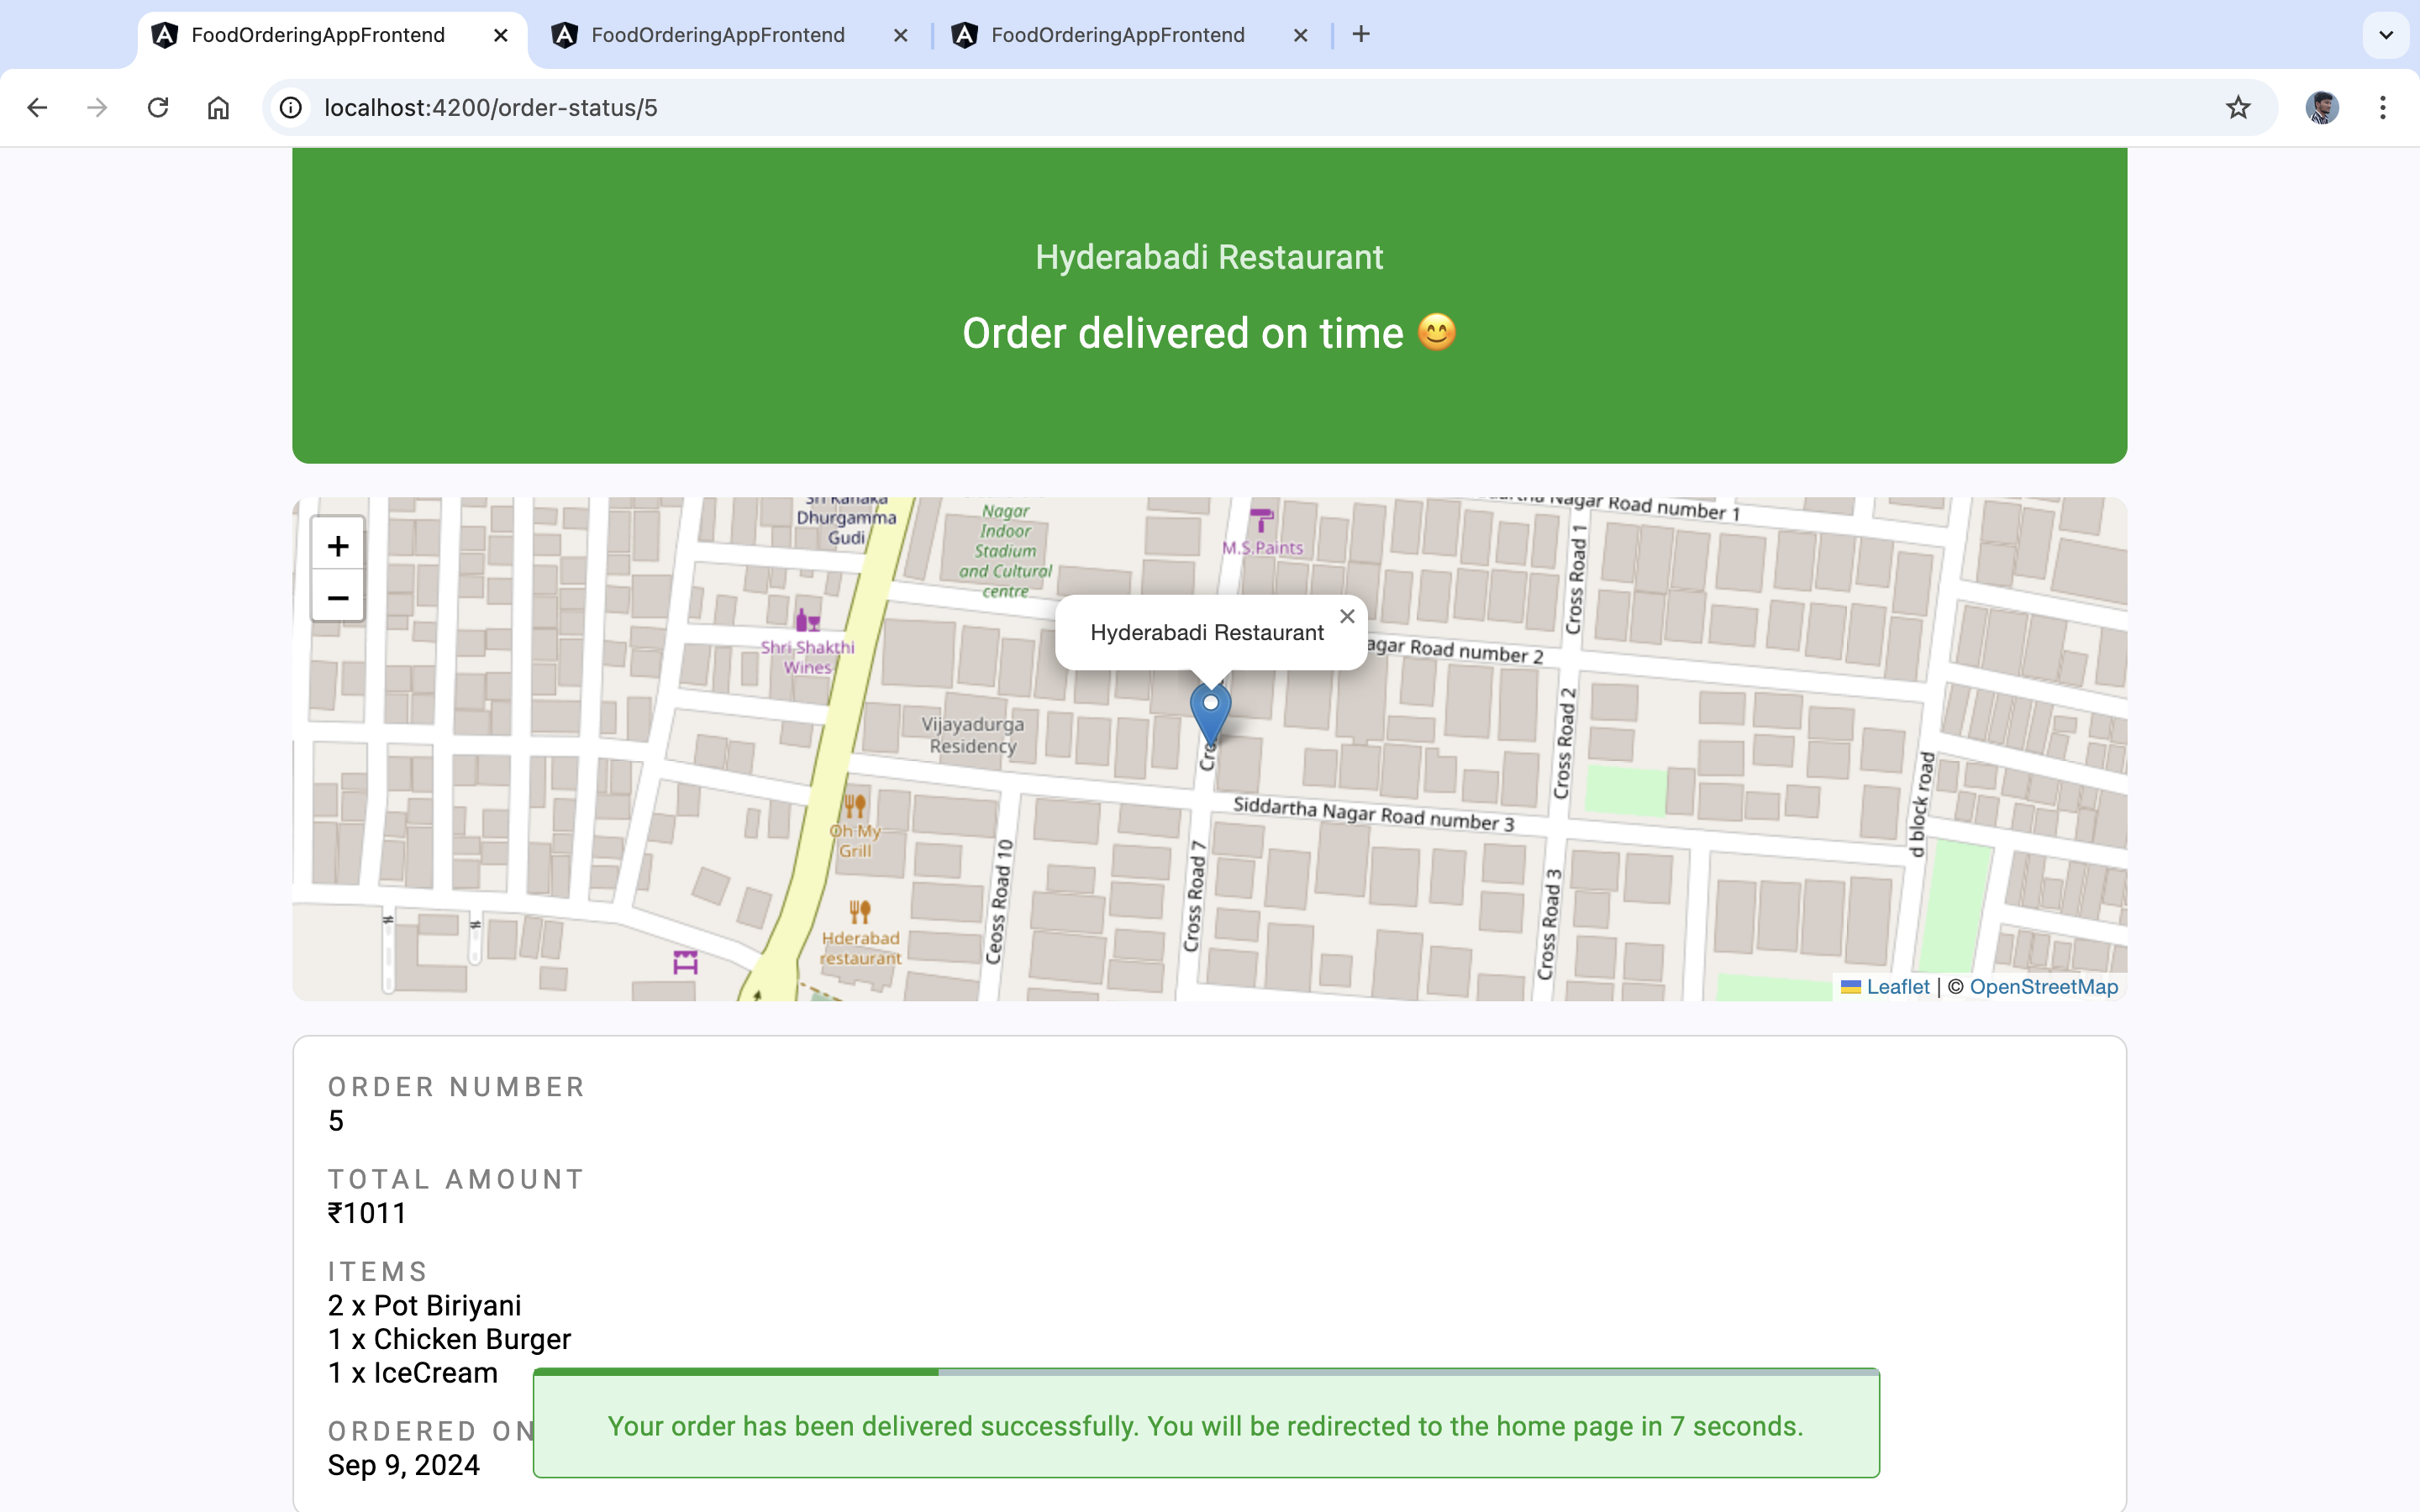 FoodOrderingAppFrontend
FoodOrderingAppFrontend
FoodOrderingAppFrontend
localhost:4200/order-status/5
Hyderabadi Restaurant
Order delivered on time 😊
+
−
Dhurgamma
Gudi
Nagar
Indoor
Stadium
and Cultural
centre
M.S.Paints
Nagar Road number 1
Cross Road 1
Shri Shakthi
Wines
Hyderabadi Restaurant
agar Road number 2
Vijayadurga
Residency
Cross Road 2
d block road
Siddartha Nagar Road number 3
Oh My
Grill
Ceoss Road 10
Cross Road 7
Cross Road 3
Hderabad
restaurant
Leaflet | © OpenStreetMap
ORDER NUMBER
5
TOTAL AMOUNT
₹1011
ITEMS
2 x Pot Biriyani
1 x Chicken Burger
1 x IceCream
ORDERED ON
Sep 9, 2024
Your order has been delivered successfully. You will be redirected to the home page in 7 seconds.